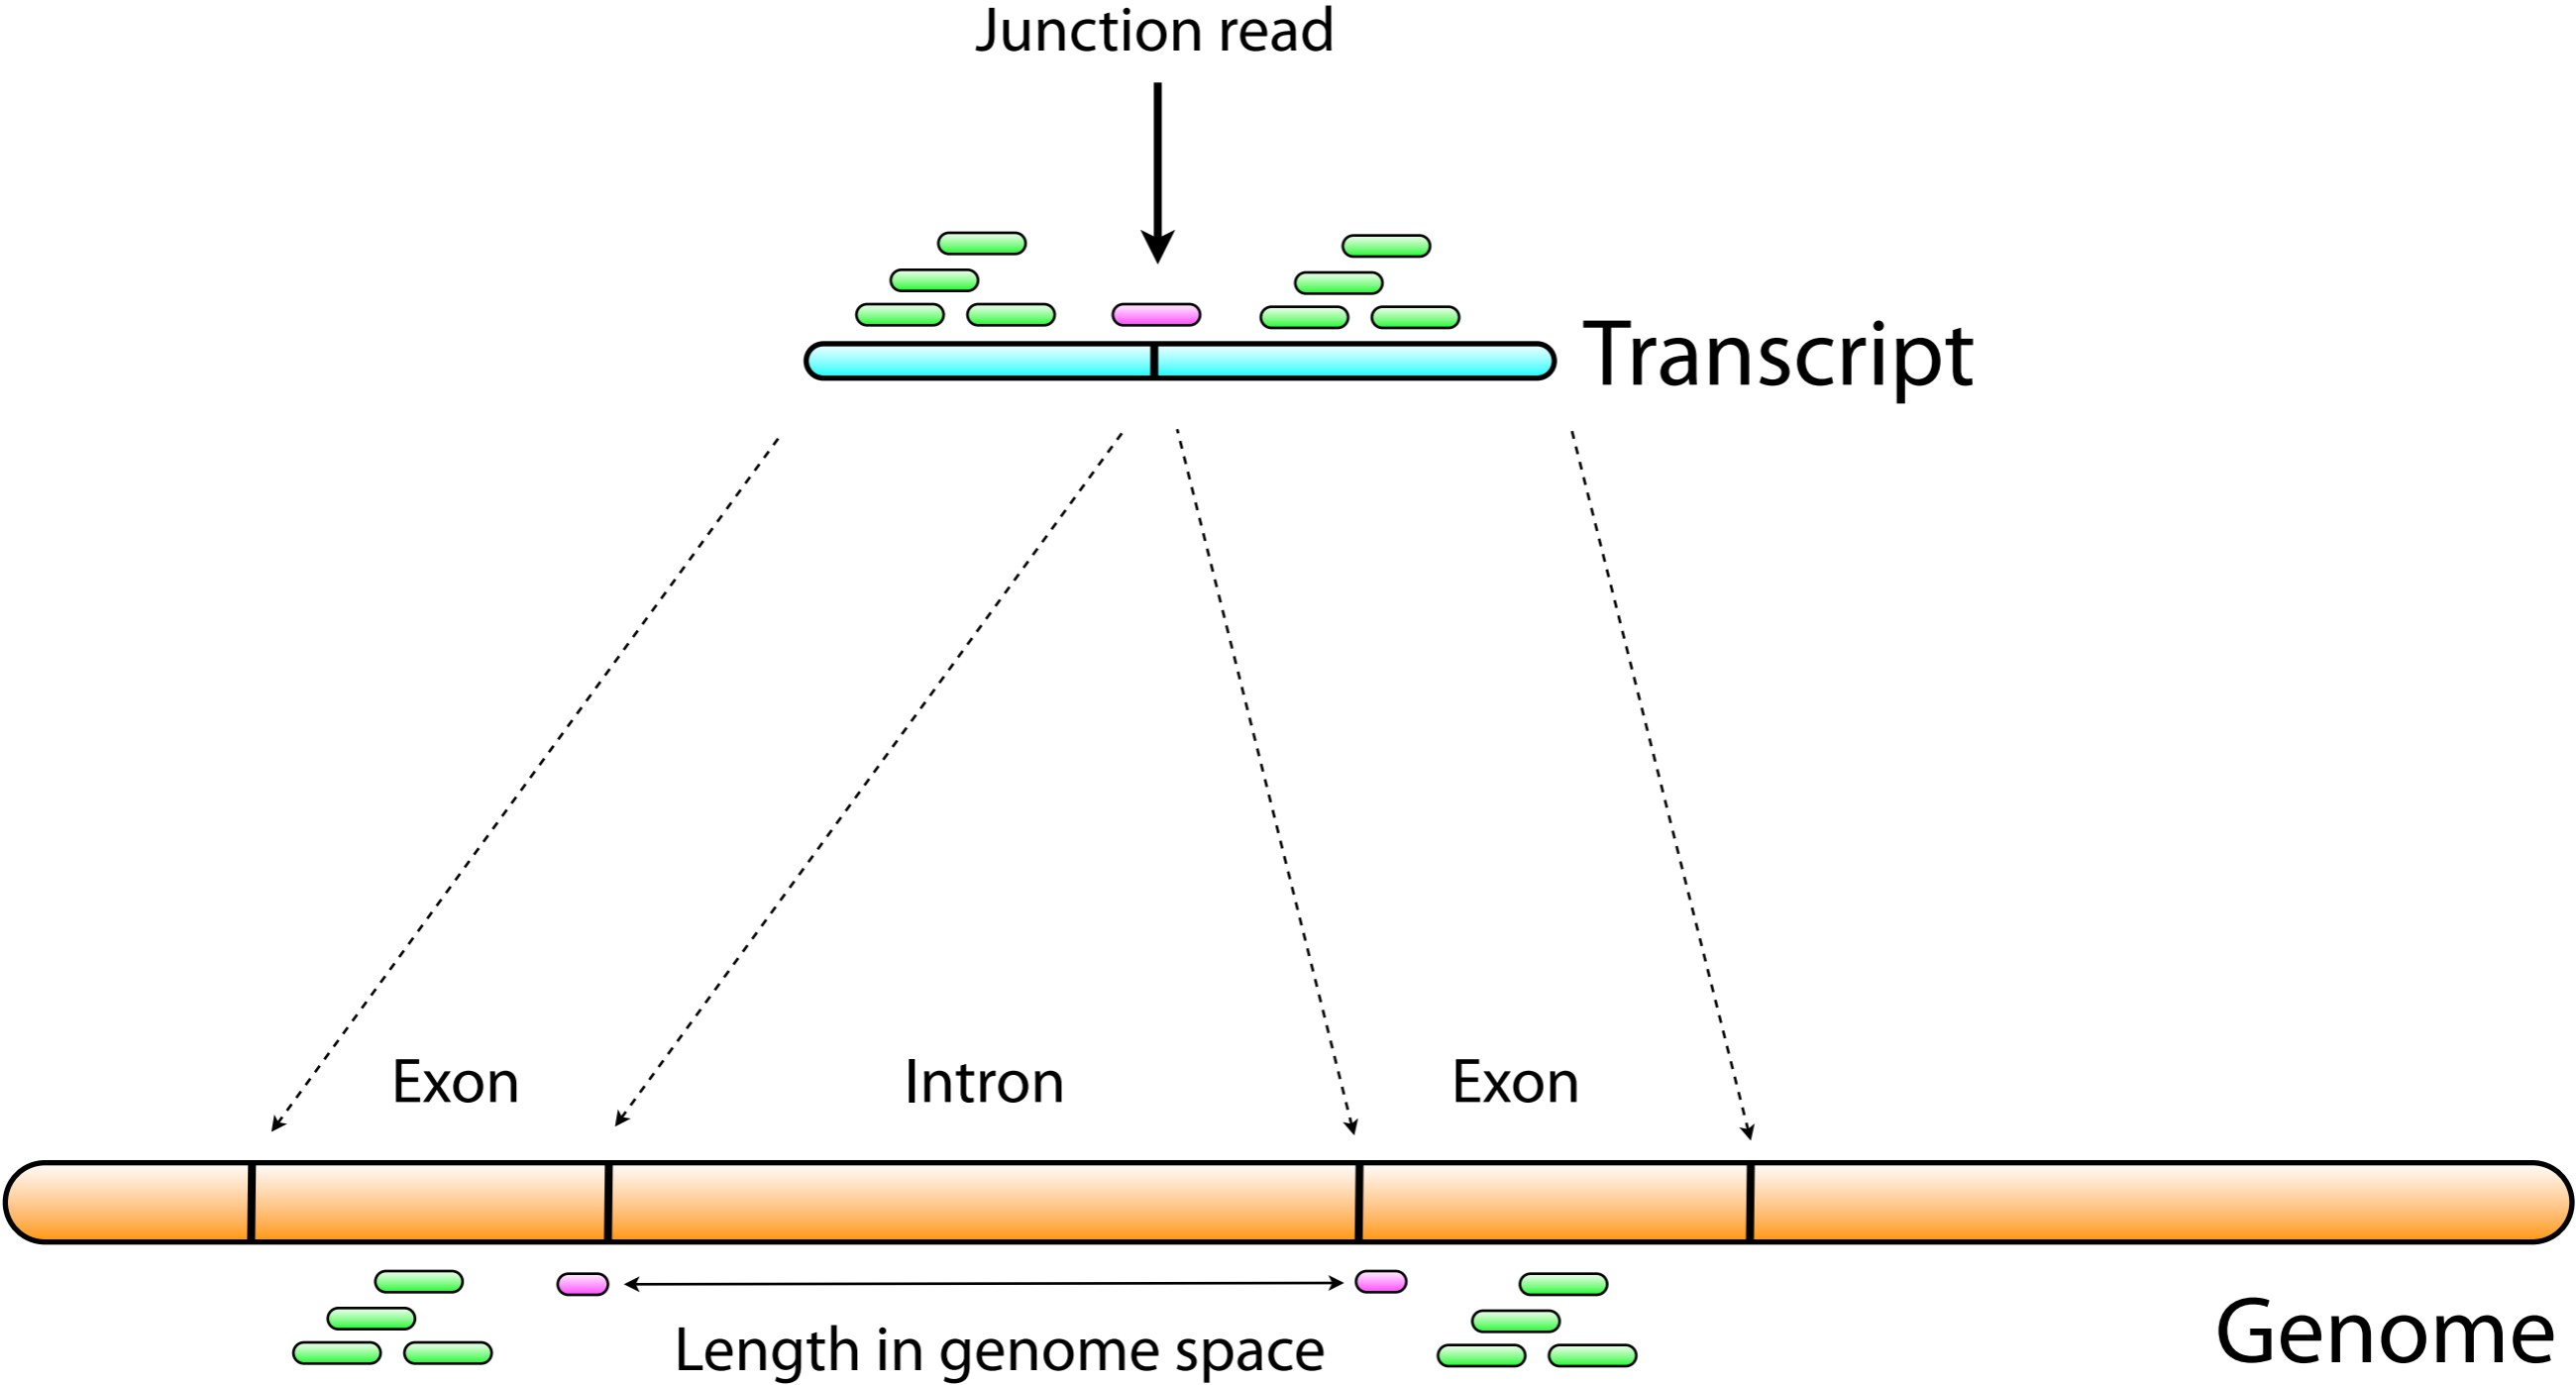 Junction read
Transcript
Exon
Intron
Exon
Length in genome space
Genome